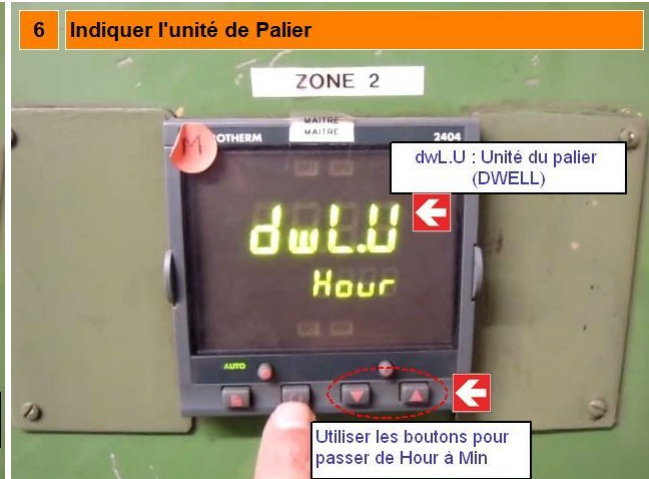 6 Indiquer l'unité de Palier
ZONE 2
MAITRE
MAITRE
OTHERM 2404
M
dwL.U : Unité du palier
(DWELL)
dwL.U
Hour
AUTO
Utiliser les boutons pour
passer de Hour à Min